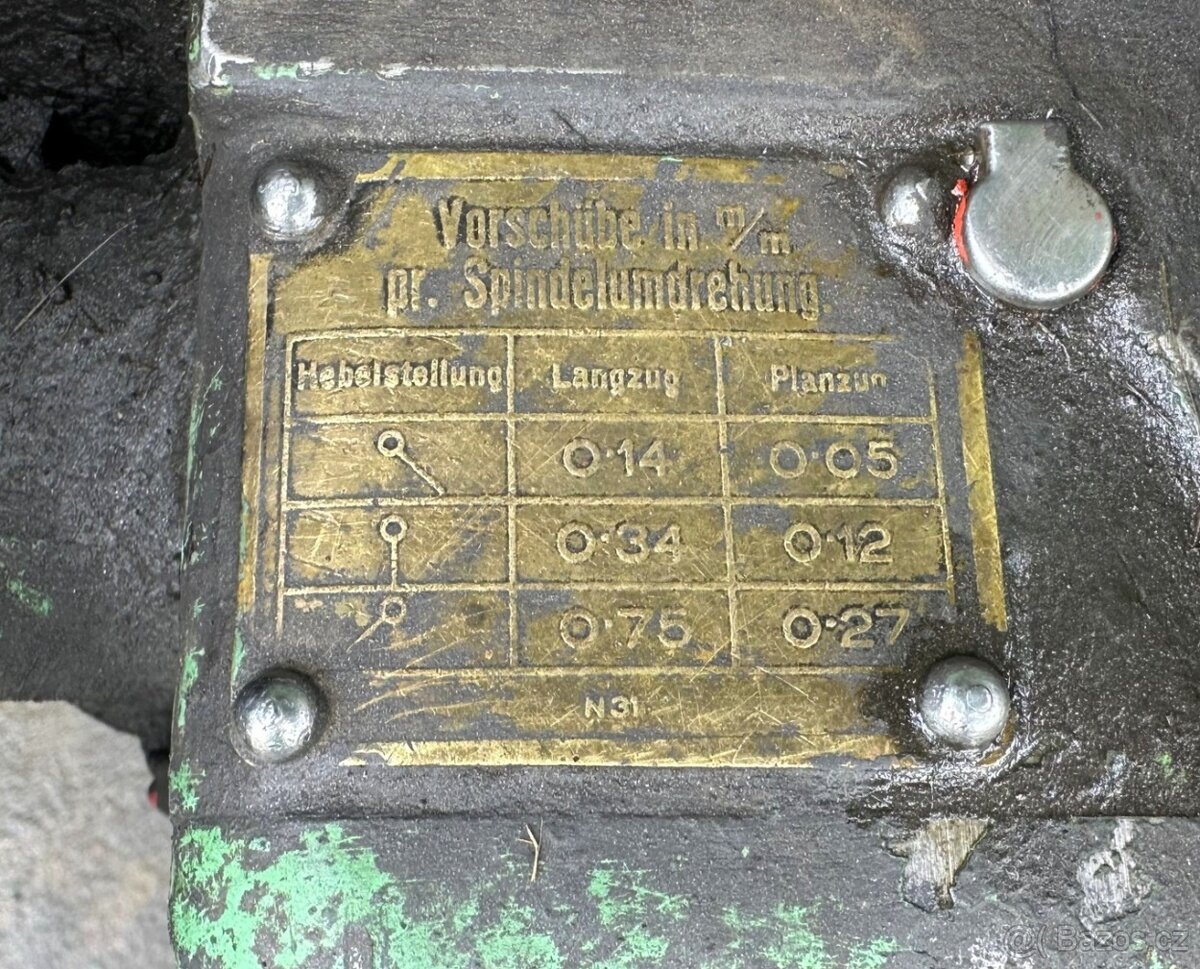 Vorschübe in m/m
pr. Spindelumdrehung.
Hebelstellung Langzug Planzug
0·14 0·05
0·34 0·12
0·75 0·27
N 31
@( Bazos.cz